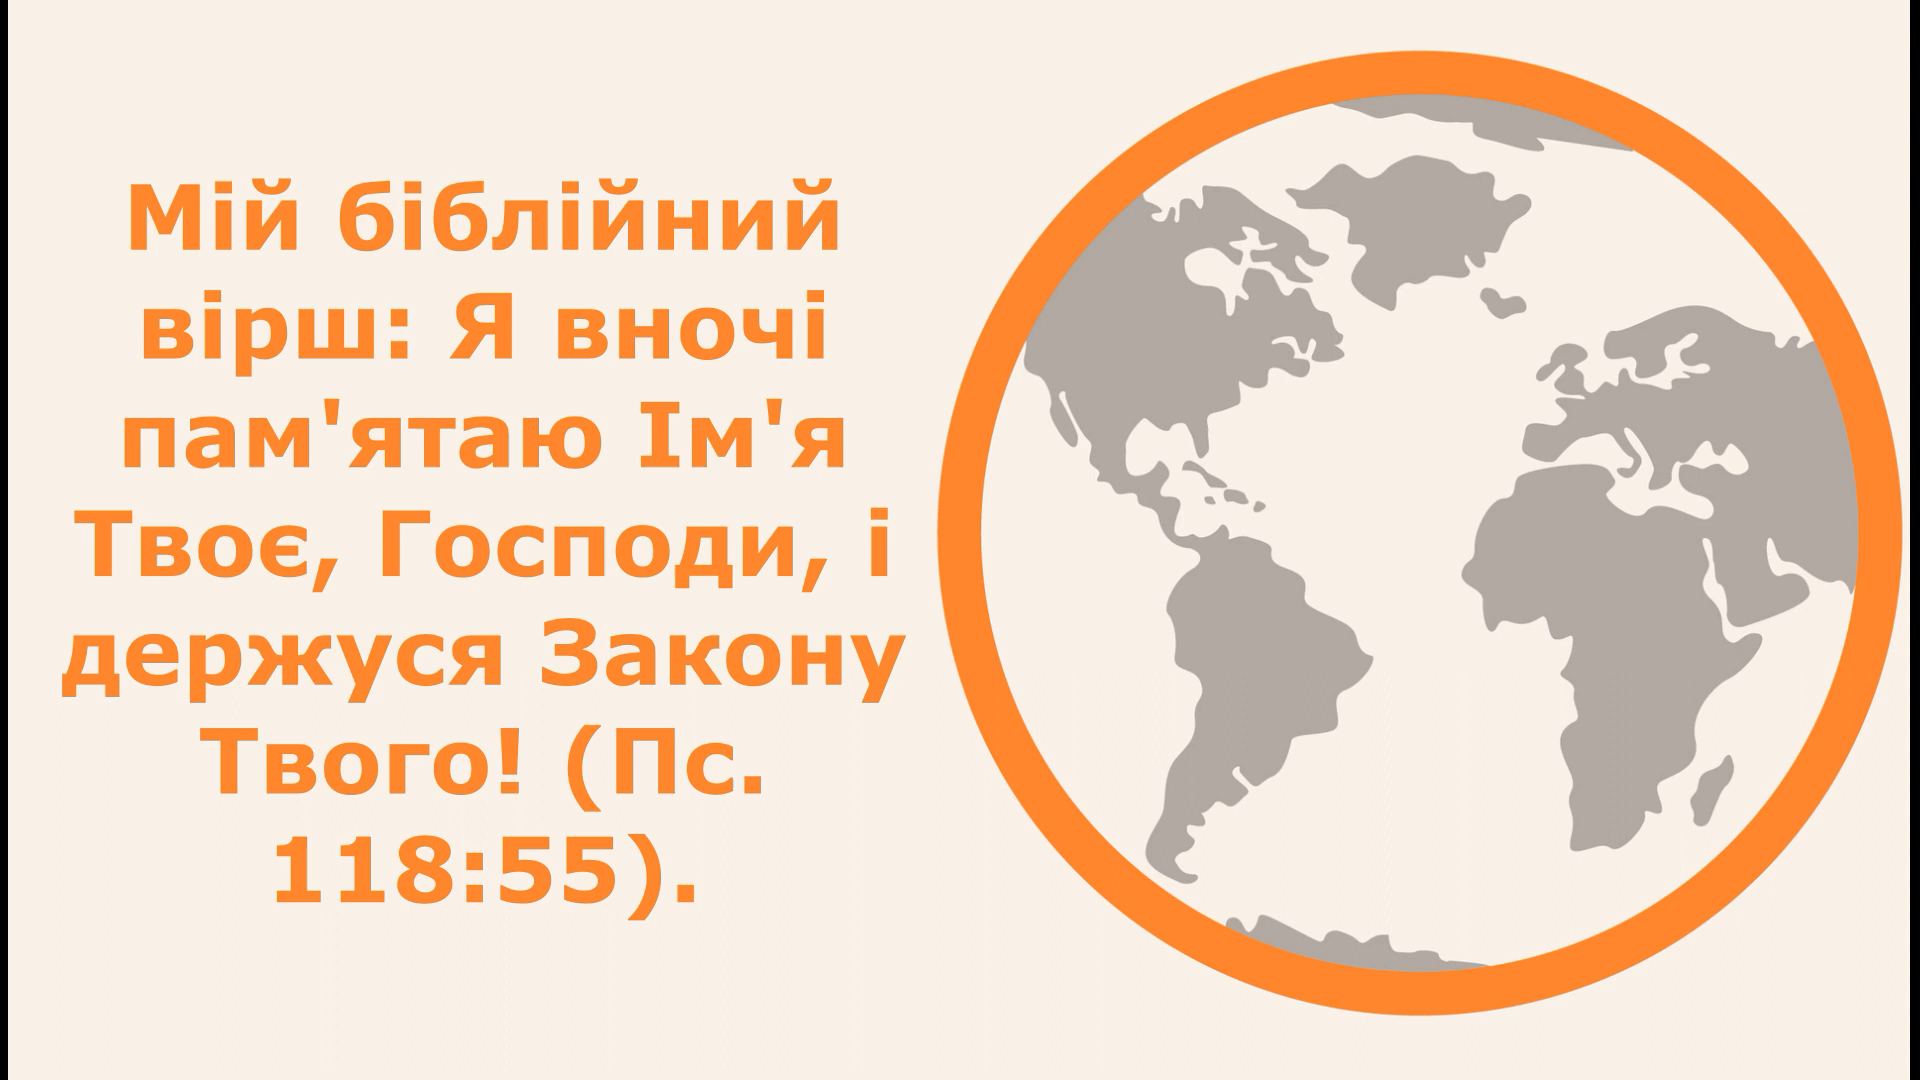 Мій біблійний
вірш: Я вночі
пам'ятаю Ім'я
Твоє, Господи, і
держуся Закону
Твого! (Пс.
118:55).